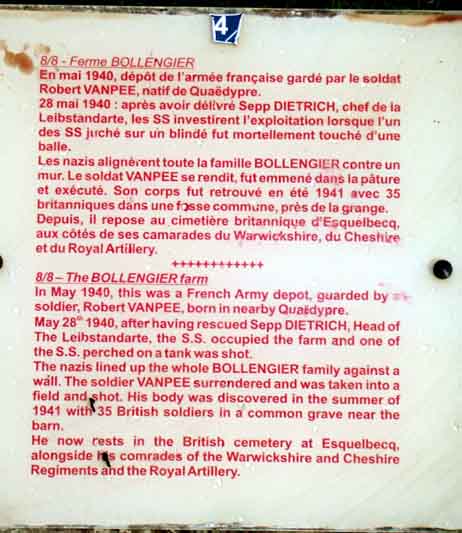 4
8/8 - Ferme BOLLENGIER
En mai 1940, dépôt de l'armée française gardé par le soldat
Robert VANPEE, natif de Quaëdypre.
28 mai 1940 : après avoir délivré Sepp DIETRICH, chef de la
Leibstandarte, les SS investirent l'exploitation lorsque l'un
des SS juché sur un blindé fut mortellement touché d'une
balle.
Les nazis alignèrent toute la famille BOLLENGIER contre un
mur. Le soldat VANPEE se rendit, fut emmené dans la pâture
et exécuté. Son corps fut retrouvé en été 1941 avec 35
britanniques dans une fosse commune, près de la grange.
Depuis, il repose au cimetière britannique d'Esquelbecq,
aux côtés de ses camarades du Warwickshire, du Cheshire
et du Royal Artillery.
++++++++++++
8/8 – The BOLLENGIER farm
In May 1940, this was a French Army depot, guarded by
soldier, Robert VANPEE, born in nearby Quaëdypre.
May 28th 1940, after having rescued Sepp DIETRICH, Head of
The Leibstandarte, the S.S. occupied the farm and one of
the S.S. perched on a tank was shot.
The nazis lined up the whole BOLLENGIER family against a
wall. The soldier VANPEE surrendered and was taken into a
field and shot. His body was discovered in the summer of
1941 with 35 British soldiers in a common grave near the
barn.
He now rests in the British cemetery at Esquelbecq,
alongside his comrades of the Warwickshire and Cheshire
Regiments and the Royal Artillery.